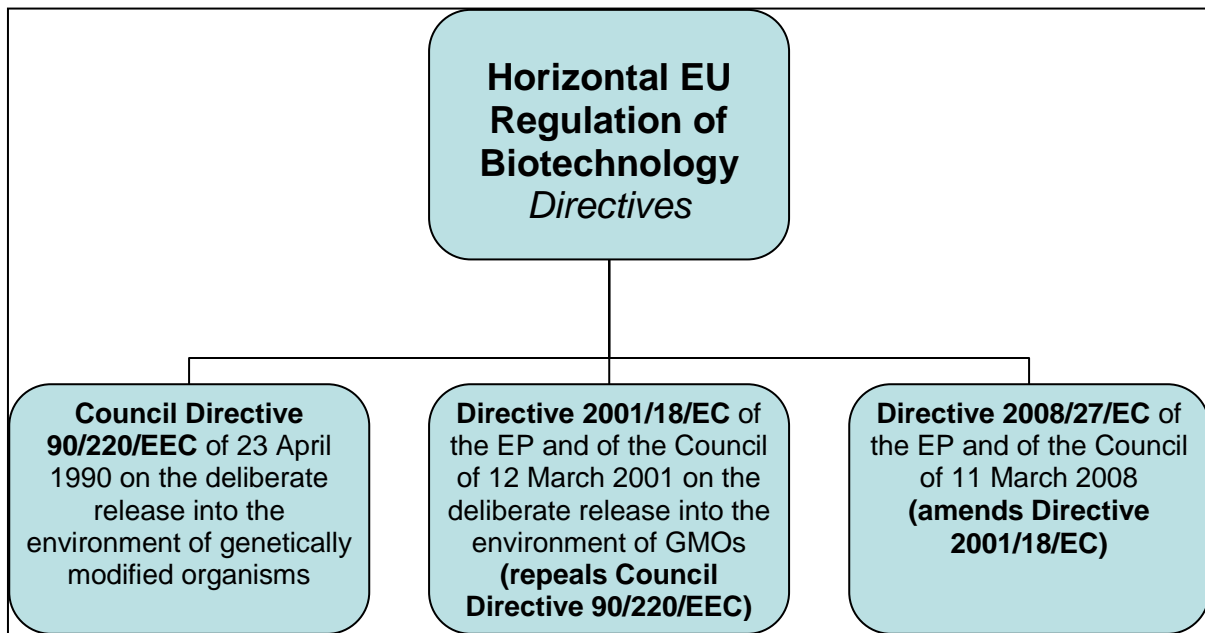 Horizontal EU
Regulation of
Biotechnology
Directives
Council Directive
90/220/EEC of 23 April
1990 on the deliberate
release into the
environment of genetically
modified organisms
Directive 2001/18/EC of
the EP and of the Council
of 12 March 2001 on the
deliberate release into the
environment of GMOs
(repeals Council
Directive 90/220/EEC)
Directive 2008/27/EC of
the EP and of the Council
of 11 March 2008
(amends Directive
2001/18/EC)